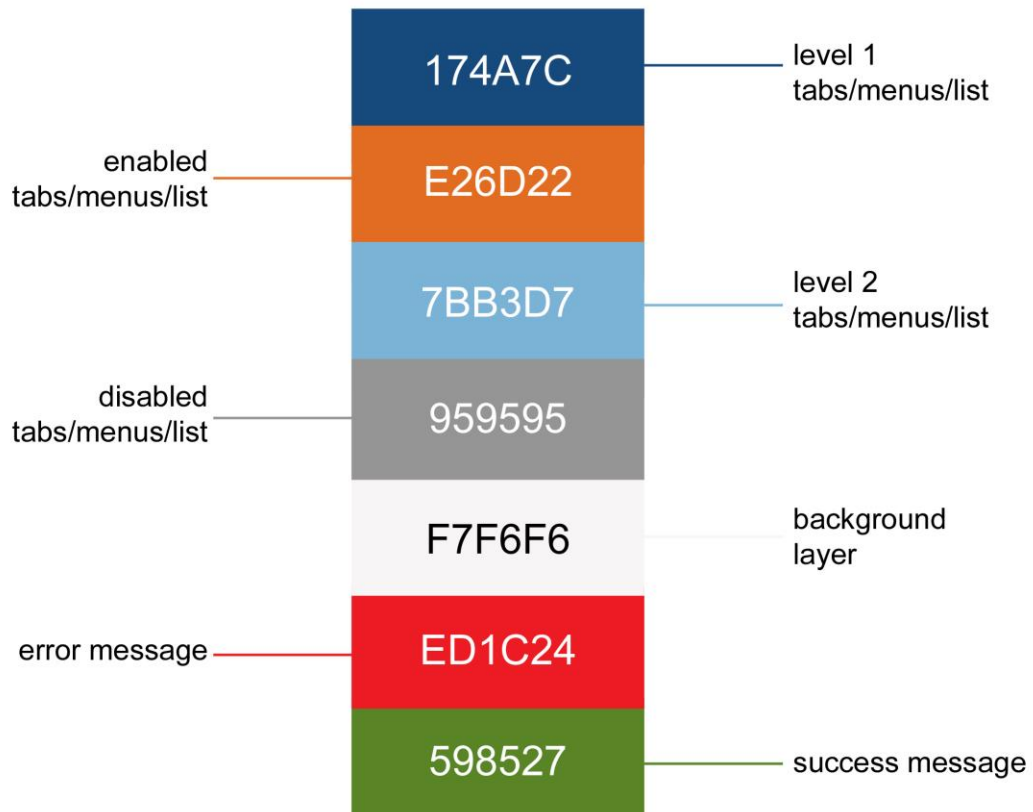 174A7C
level 1
tabs/menus/list
enabled
tabs/menus/list
E26D22
7BB3D7
level 2
tabs/menus/list
disabled
tabs/menus/list
959595
F7F6F6
background
layer
error message
ED1C24
598527
success message